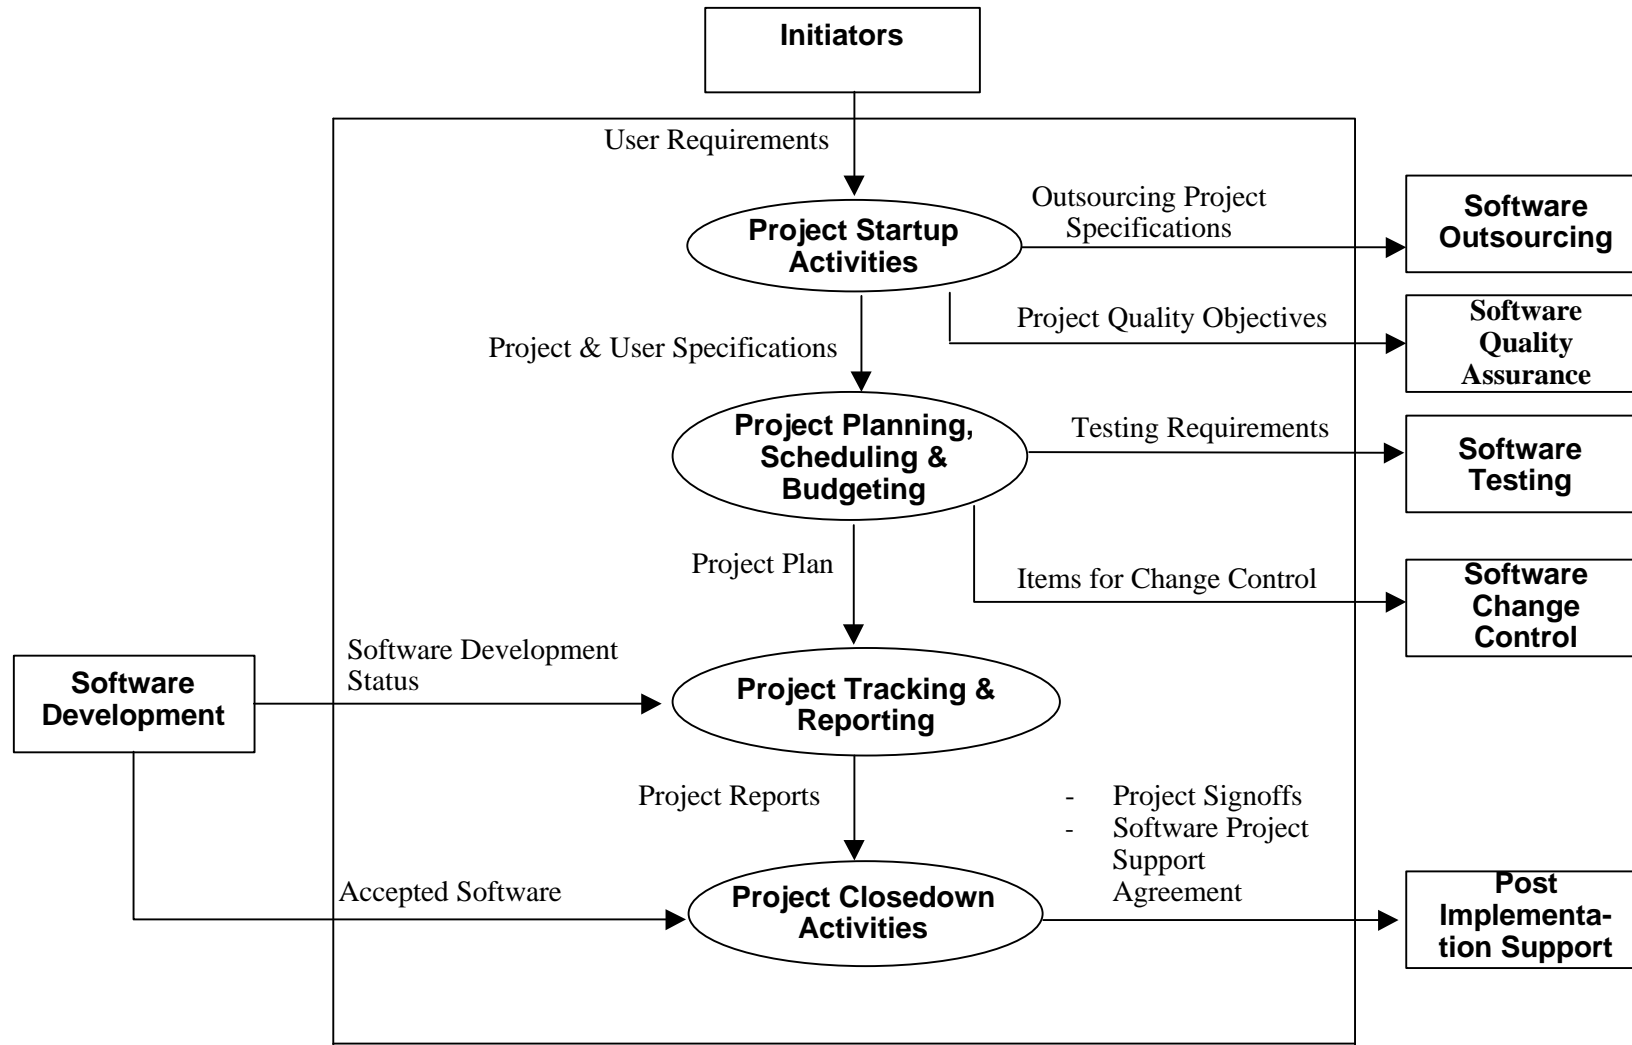 Initiators
User Requirements
Outsourcing Project
Specifications
Software
Outsourcing
Project Startup
Activities
Project Quality Objectives
Software
Quality
Assurance
Project & User Specifications
Project Planning,
Scheduling &
Budgeting
Testing Requirements
Software
Testing
Project Plan
Items for Change Control
Software
Change
Control
Software Development
Status
Software
Development
Project Tracking &
Reporting
Project Reports
- Project Signoffs
- Software Project
Support
Agreement
Accepted Software
Project Closedown
Activities
Post
Implementa-
tion Support